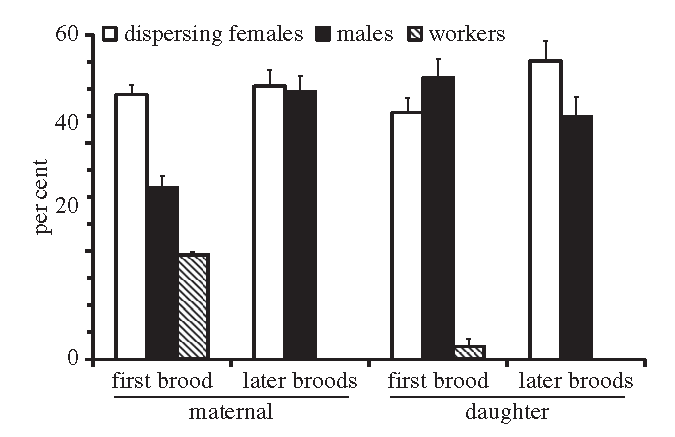 60
dispersing females males workers
40
20
0
per cent
first brood later broods first brood later broods
maternal daughter